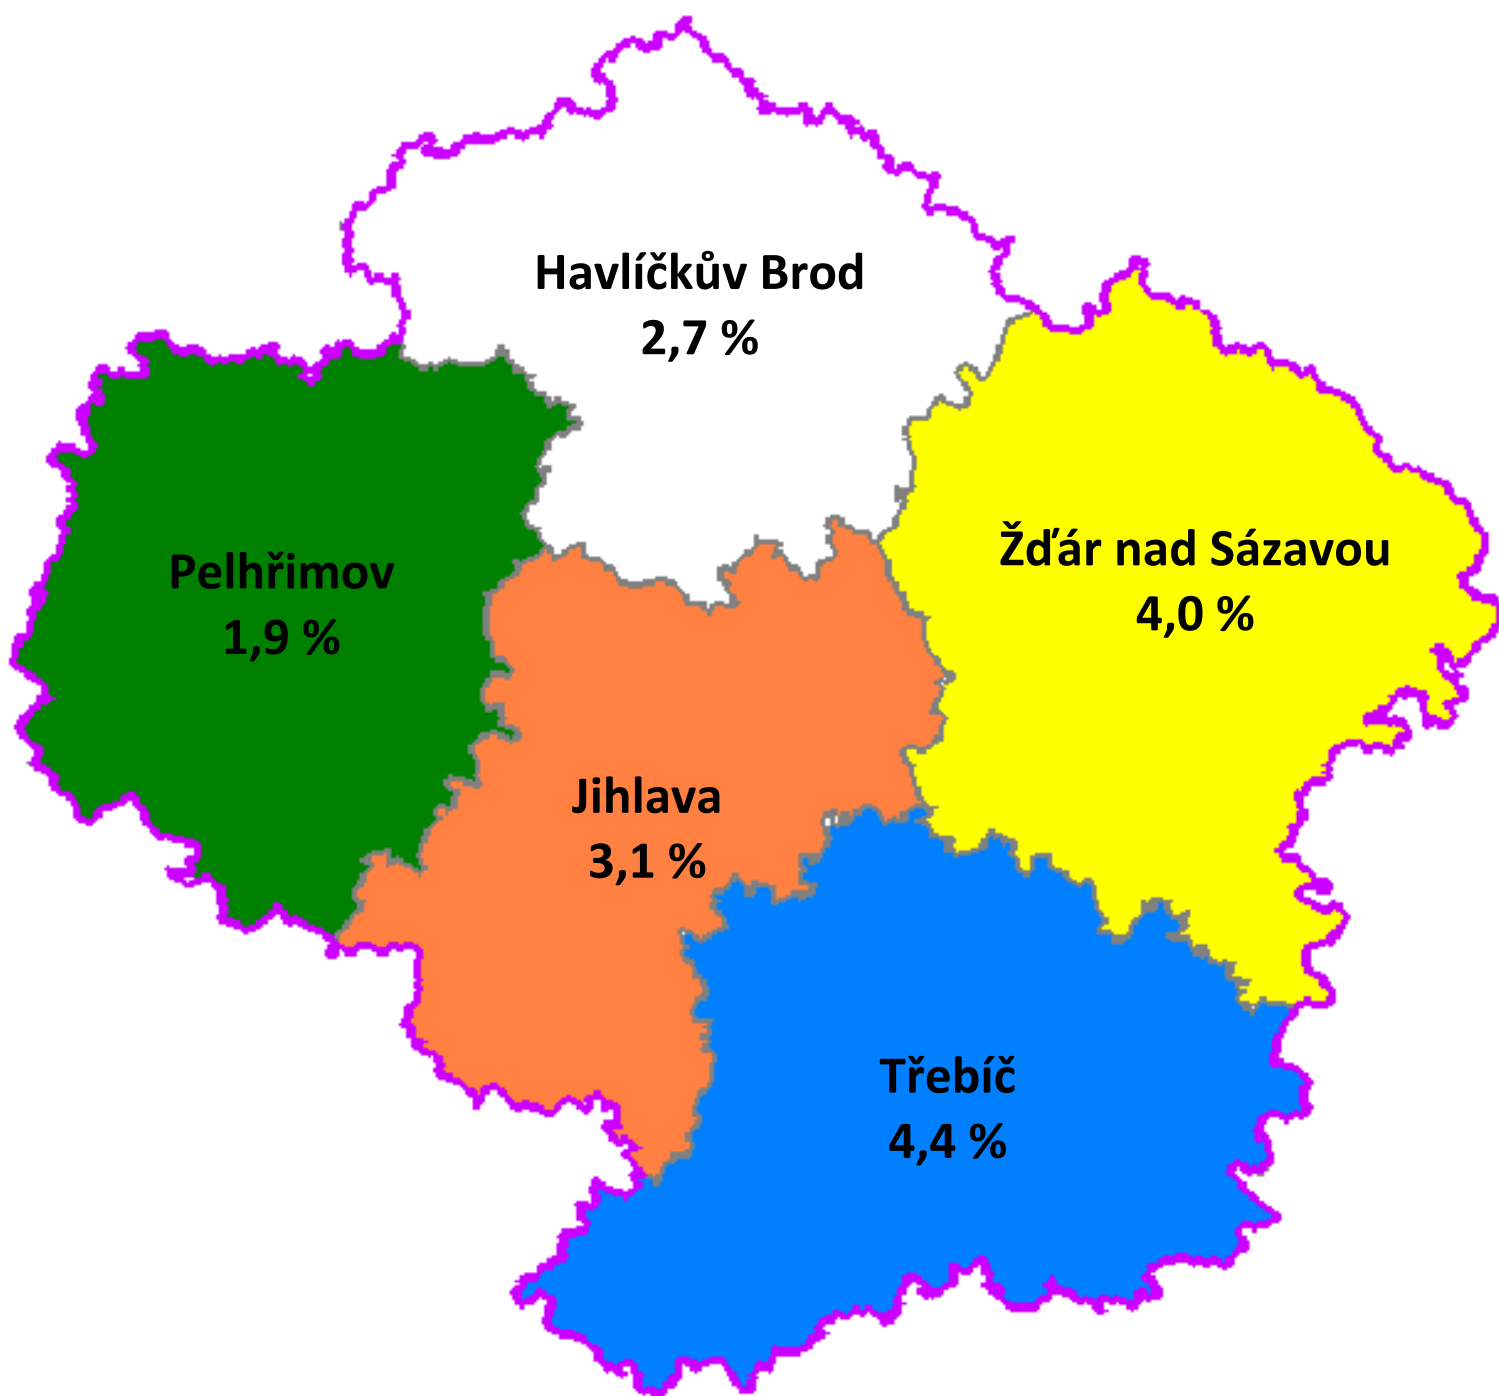 Havlíčkův Brod
2,7 %
Žďár nad Sázavou
4,0 %
Pelhřimov
1,9 %
Jihlava
3,1 %
Třebíč
4,4 %